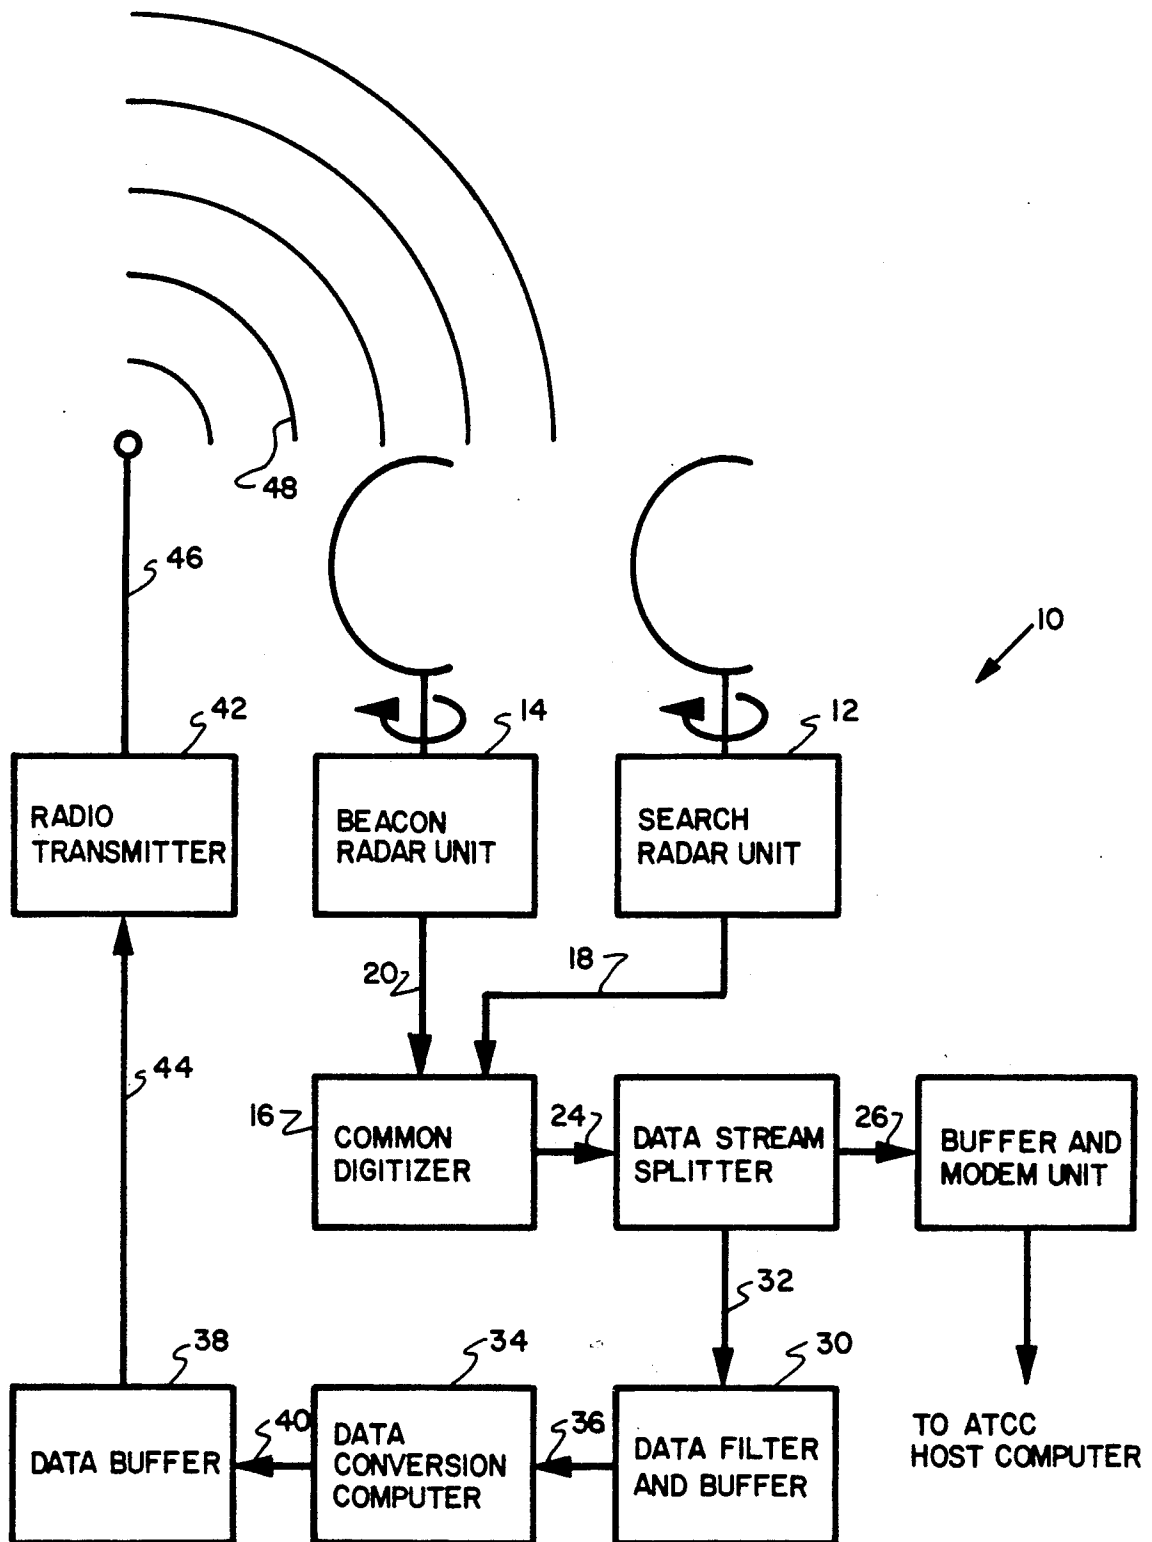 48
46
10
42
14
12
RADIO
TRANSMITTER
BEACON
RADAR UNIT
SEARCH
RADAR UNIT
20
18
44
16
COMMON
DIGITIZER
24
DATA STREAM
SPLITTER
26
BUFFER AND
MODEM UNIT
32
38
34
30
DATA BUFFER
40
DATA
CONVERSION
COMPUTER
36
DATA FILTER
AND BUFFER
TO ATCC
HOST COMPUTER